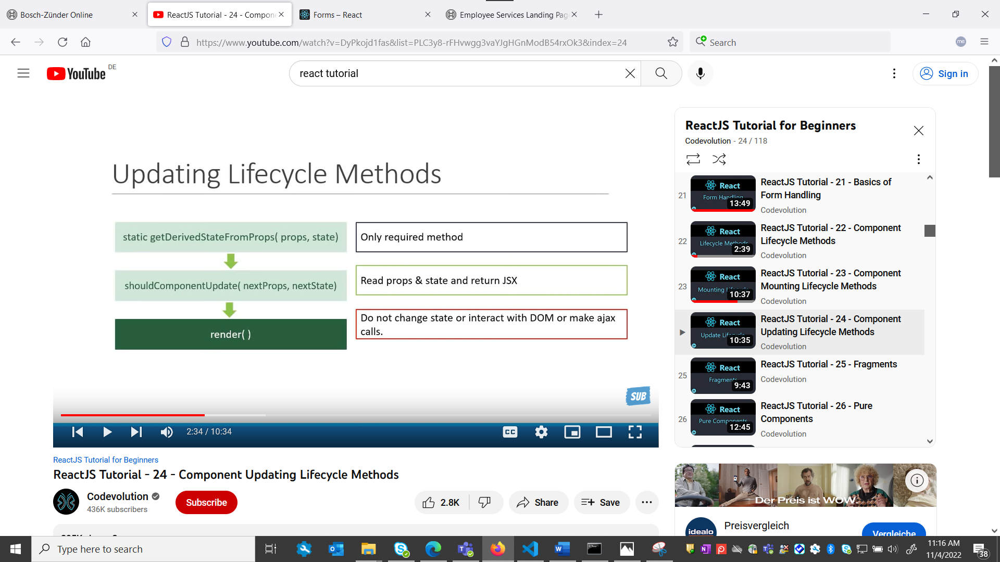 Bosch-Zünder Online
ReactJS Tutorial - 24 - Compon
Forms – React
Employee Services Landing Pag
https://www.youtube.com/watch?v=DyPkojd1fas&list=PLC3y8-rFHvwgg3vaYJgHGnModB54rxOk3&index=24
Search
me
YouTube DE
react tutorial
Sign in
Updating Lifecycle Methods
static getDerivedStateFromProps( props, state)
Only required method
shouldComponentUpdate( nextProps, nextState)
Read props & state and return JSX
render( )
Do not change state or interact with DOM or make ajax
calls.
SUB
2:34 / 10:34
CC
ReactJS Tutorial for Beginners
ReactJS Tutorial - 24 - Component Updating Lifecycle Methods
Codevolution
436K subscribers
Subscribe
2.8K
Share
Save
ReactJS Tutorial for Beginners
Codevolution - 24 / 118
21
React
Form Handling
13:49
ReactJS Tutorial - 21 - Basics of
Form Handling
Codevolution
22
React
Lifecycle Methods
2:39
ReactJS Tutorial - 22 - Component
Lifecycle Methods
Codevolution
23
React
Mounting Lifecycle
10:37
ReactJS Tutorial - 23 - Component
Mounting Lifecycle Methods
Codevolution
React
Update Lifecycle
10:35
ReactJS Tutorial - 24 - Component
Updating Lifecycle Methods
Codevolution
25
React
Fragments
9:43
ReactJS Tutorial - 25 - Fragments
Codevolution
26
React
Pure Components
12:45
ReactJS Tutorial - 26 - Pure
Components
Codevolution
Der Preis ist WOW.
idealo
Preisvergleich
Vergleiche
Type here to search
11:16 AM
11/4/2022
38